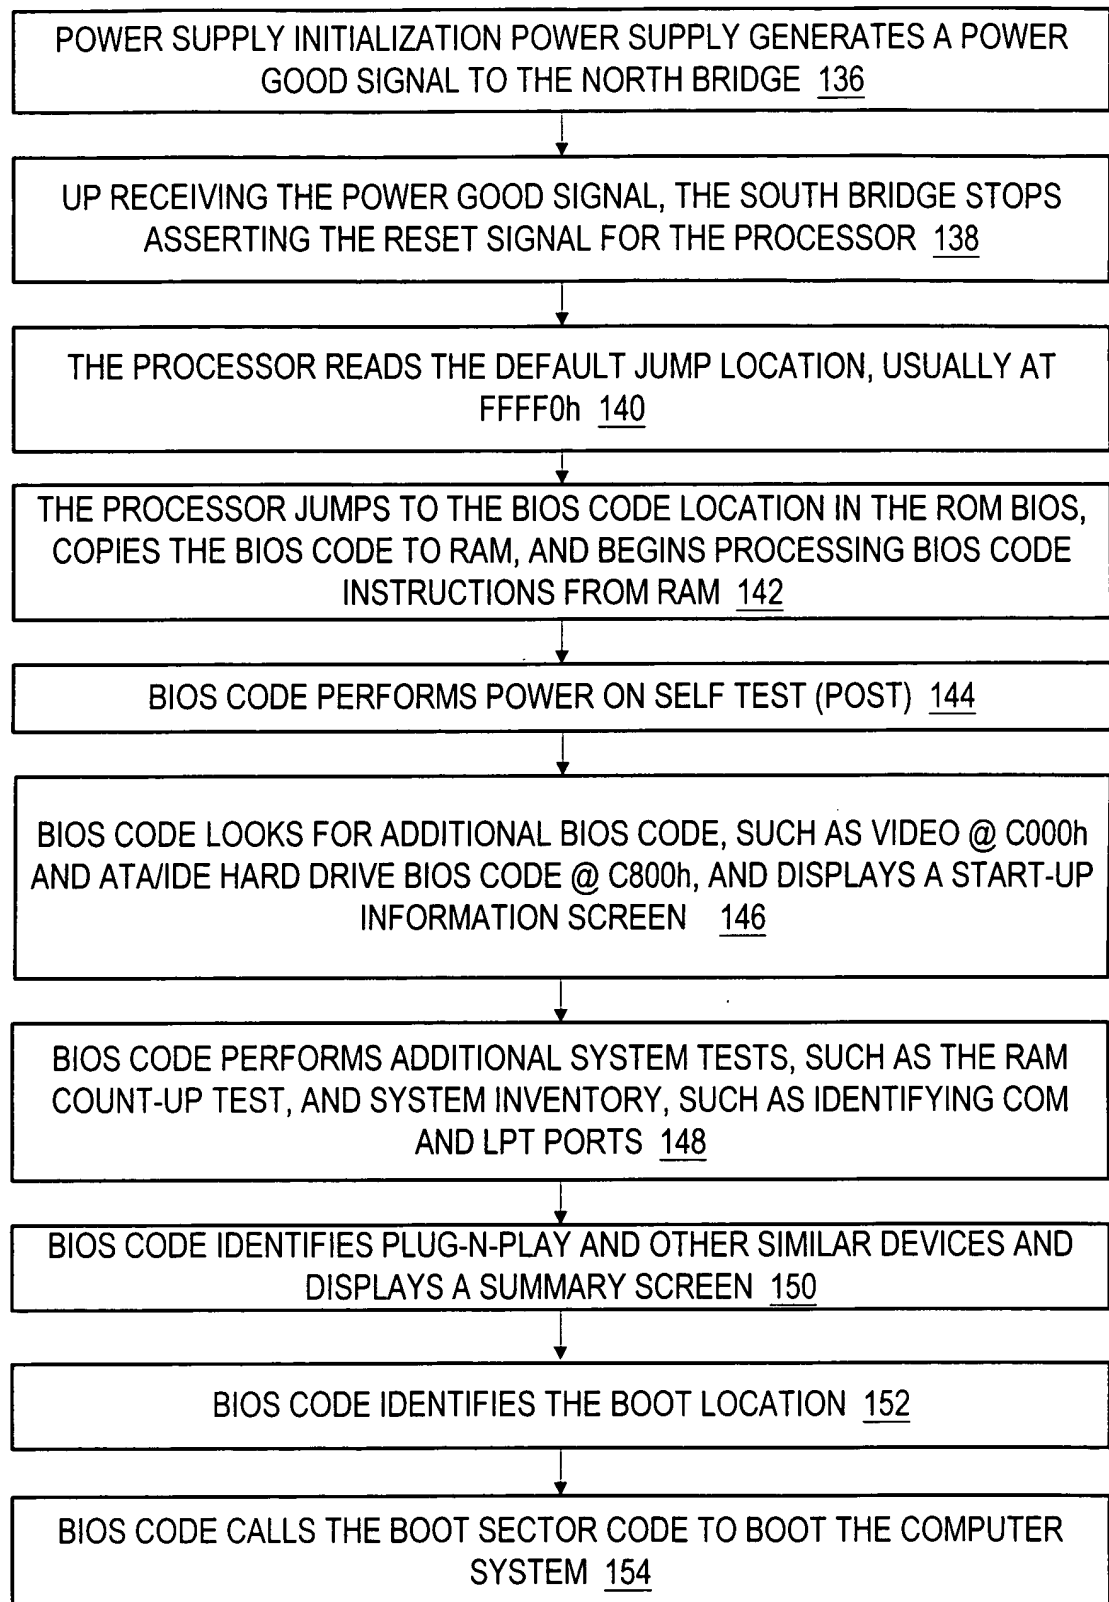 POWER SUPPLY INITIALIZATION POWER SUPPLY GENERATES A POWER
GOOD SIGNAL TO THE NORTH BRIDGE 136
UP RECEIVING THE POWER GOOD SIGNAL, THE SOUTH BRIDGE STOPS
ASSERTING THE RESET SIGNAL FOR THE PROCESSOR 138
THE PROCESSOR READS THE DEFAULT JUMP LOCATION, USUALLY AT
FFFF0h 140
THE PROCESSOR JUMPS TO THE BIOS CODE LOCATION IN THE ROM BIOS,
COPIES THE BIOS CODE TO RAM, AND BEGINS PROCESSING BIOS CODE
INSTRUCTIONS FROM RAM 142
BIOS CODE PERFORMS POWER ON SELF TEST (POST) 144
BIOS CODE LOOKS FOR ADDITIONAL BIOS CODE, SUCH AS VIDEO @ C000h
AND ATA/IDE HARD DRIVE BIOS CODE @ C800h, AND DISPLAYS A START-UP
INFORMATION SCREEN 146
BIOS CODE PERFORMS ADDITIONAL SYSTEM TESTS, SUCH AS THE RAM
COUNT-UP TEST, AND SYSTEM INVENTORY, SUCH AS IDENTIFYING COM
AND LPT PORTS 148
BIOS CODE IDENTIFIES PLUG-N-PLAY AND OTHER SIMILAR DEVICES AND
DISPLAYS A SUMMARY SCREEN 150
BIOS CODE IDENTIFIES THE BOOT LOCATION 152
BIOS CODE CALLS THE BOOT SECTOR CODE TO BOOT THE COMPUTER
SYSTEM 154